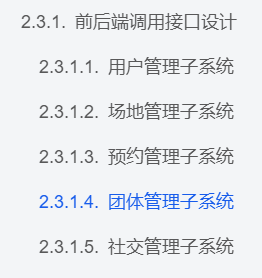 2.3.1. 前后端调用接口设计
2.3.1.1. 用户管理子系统
2.3.1.2. 场地管理子系统
2.3.1.3. 预约管理子系统
2.3.1.4. 团体管理子系统
2.3.1.5. 社交管理子系统